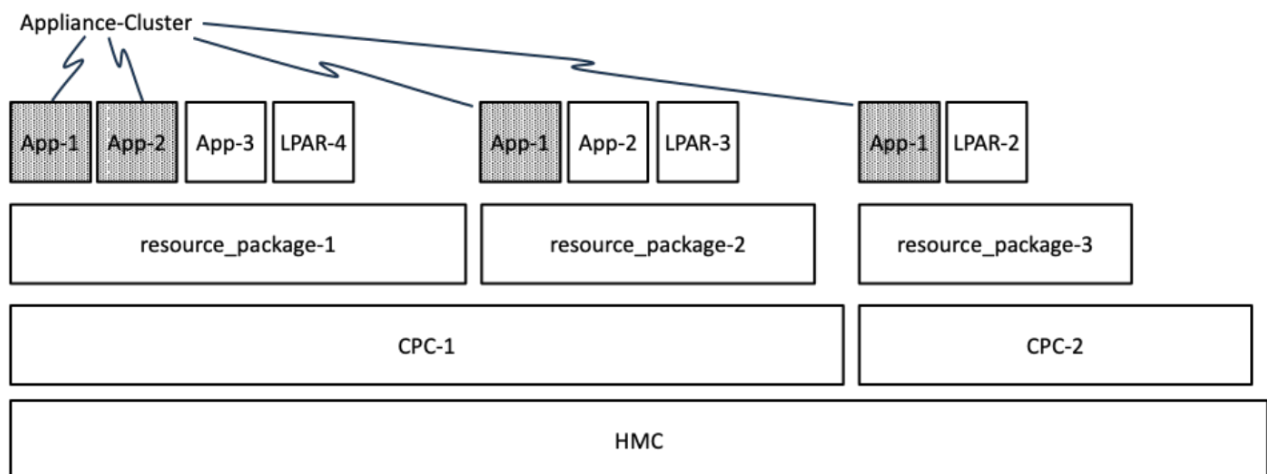 Appliance-Cluster
App-1 App-2 App-3 LPAR-4 App-1 App-2 LPAR-3 App-1 LPAR-2
resource_package-1 resource_package-2 resource_package-3
CPC-1 CPC-2
HMC